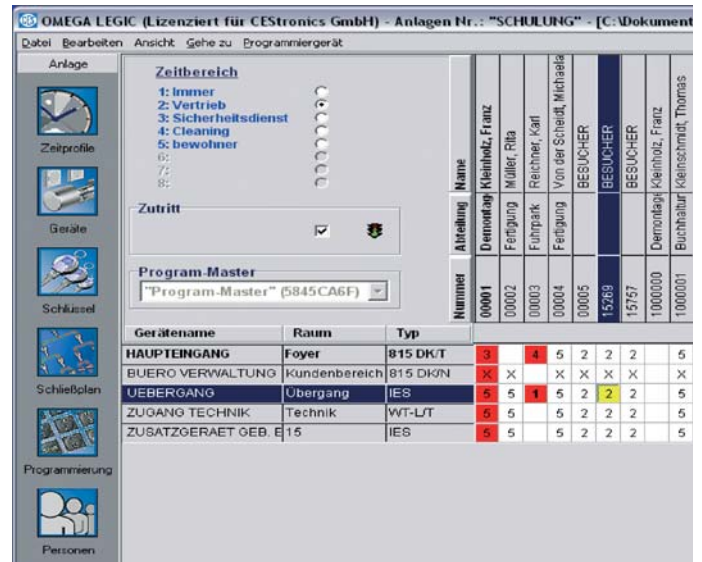 OMEGA LEGIC (Lizenziert für CEStronics GmbH) - Anlagen Nr.: "SCHULUNG" - [C:\Dokument
Datei Bearbeiten Ansicht Gehe zu Programmiergerät
Anlage
Zeitprofile
Geräte
Schlüssel
Schließplan
Programmierung
Personen
Zeitbereich
1: Immer
2: Vertrieb
3: Sicherheitsdienst
4: Cleaning
5: bewohner
6:
7:
8:
Zutritt
Program-Master
"Program-Master" (5845CA6F)
Name Kleinholz, Franz Müller, Rita Reichner, Karl Von der Scheidt, Michaela BESUCHER BESUCHER BESUCHER Kleinholz, Franz Kleinschmidt, Thomas
Abteilung Demontag Fertigung Fuhrpark Fertigung Demontage Buchhaltur
Nummer 00001 00002 00003 00004 00005 15269 15757 1000000 1000001
Gerätename Raum Typ
HAUPTEINGANG Foyer 815 DK/T 3 4 5 2 2 2 5
BUERO VERWALTUNG Kundenbereich 815 DK/N X X X X X X X
UEBERGANG Übergang IES 5 5 1 5 2 2 2 5
ZUGANG TECHNIK Technik WT-L/T 5 5 5 2 2 2 5
ZUSATZGERAET GEB. E 15 IES 5 5 5 2 2 2 5